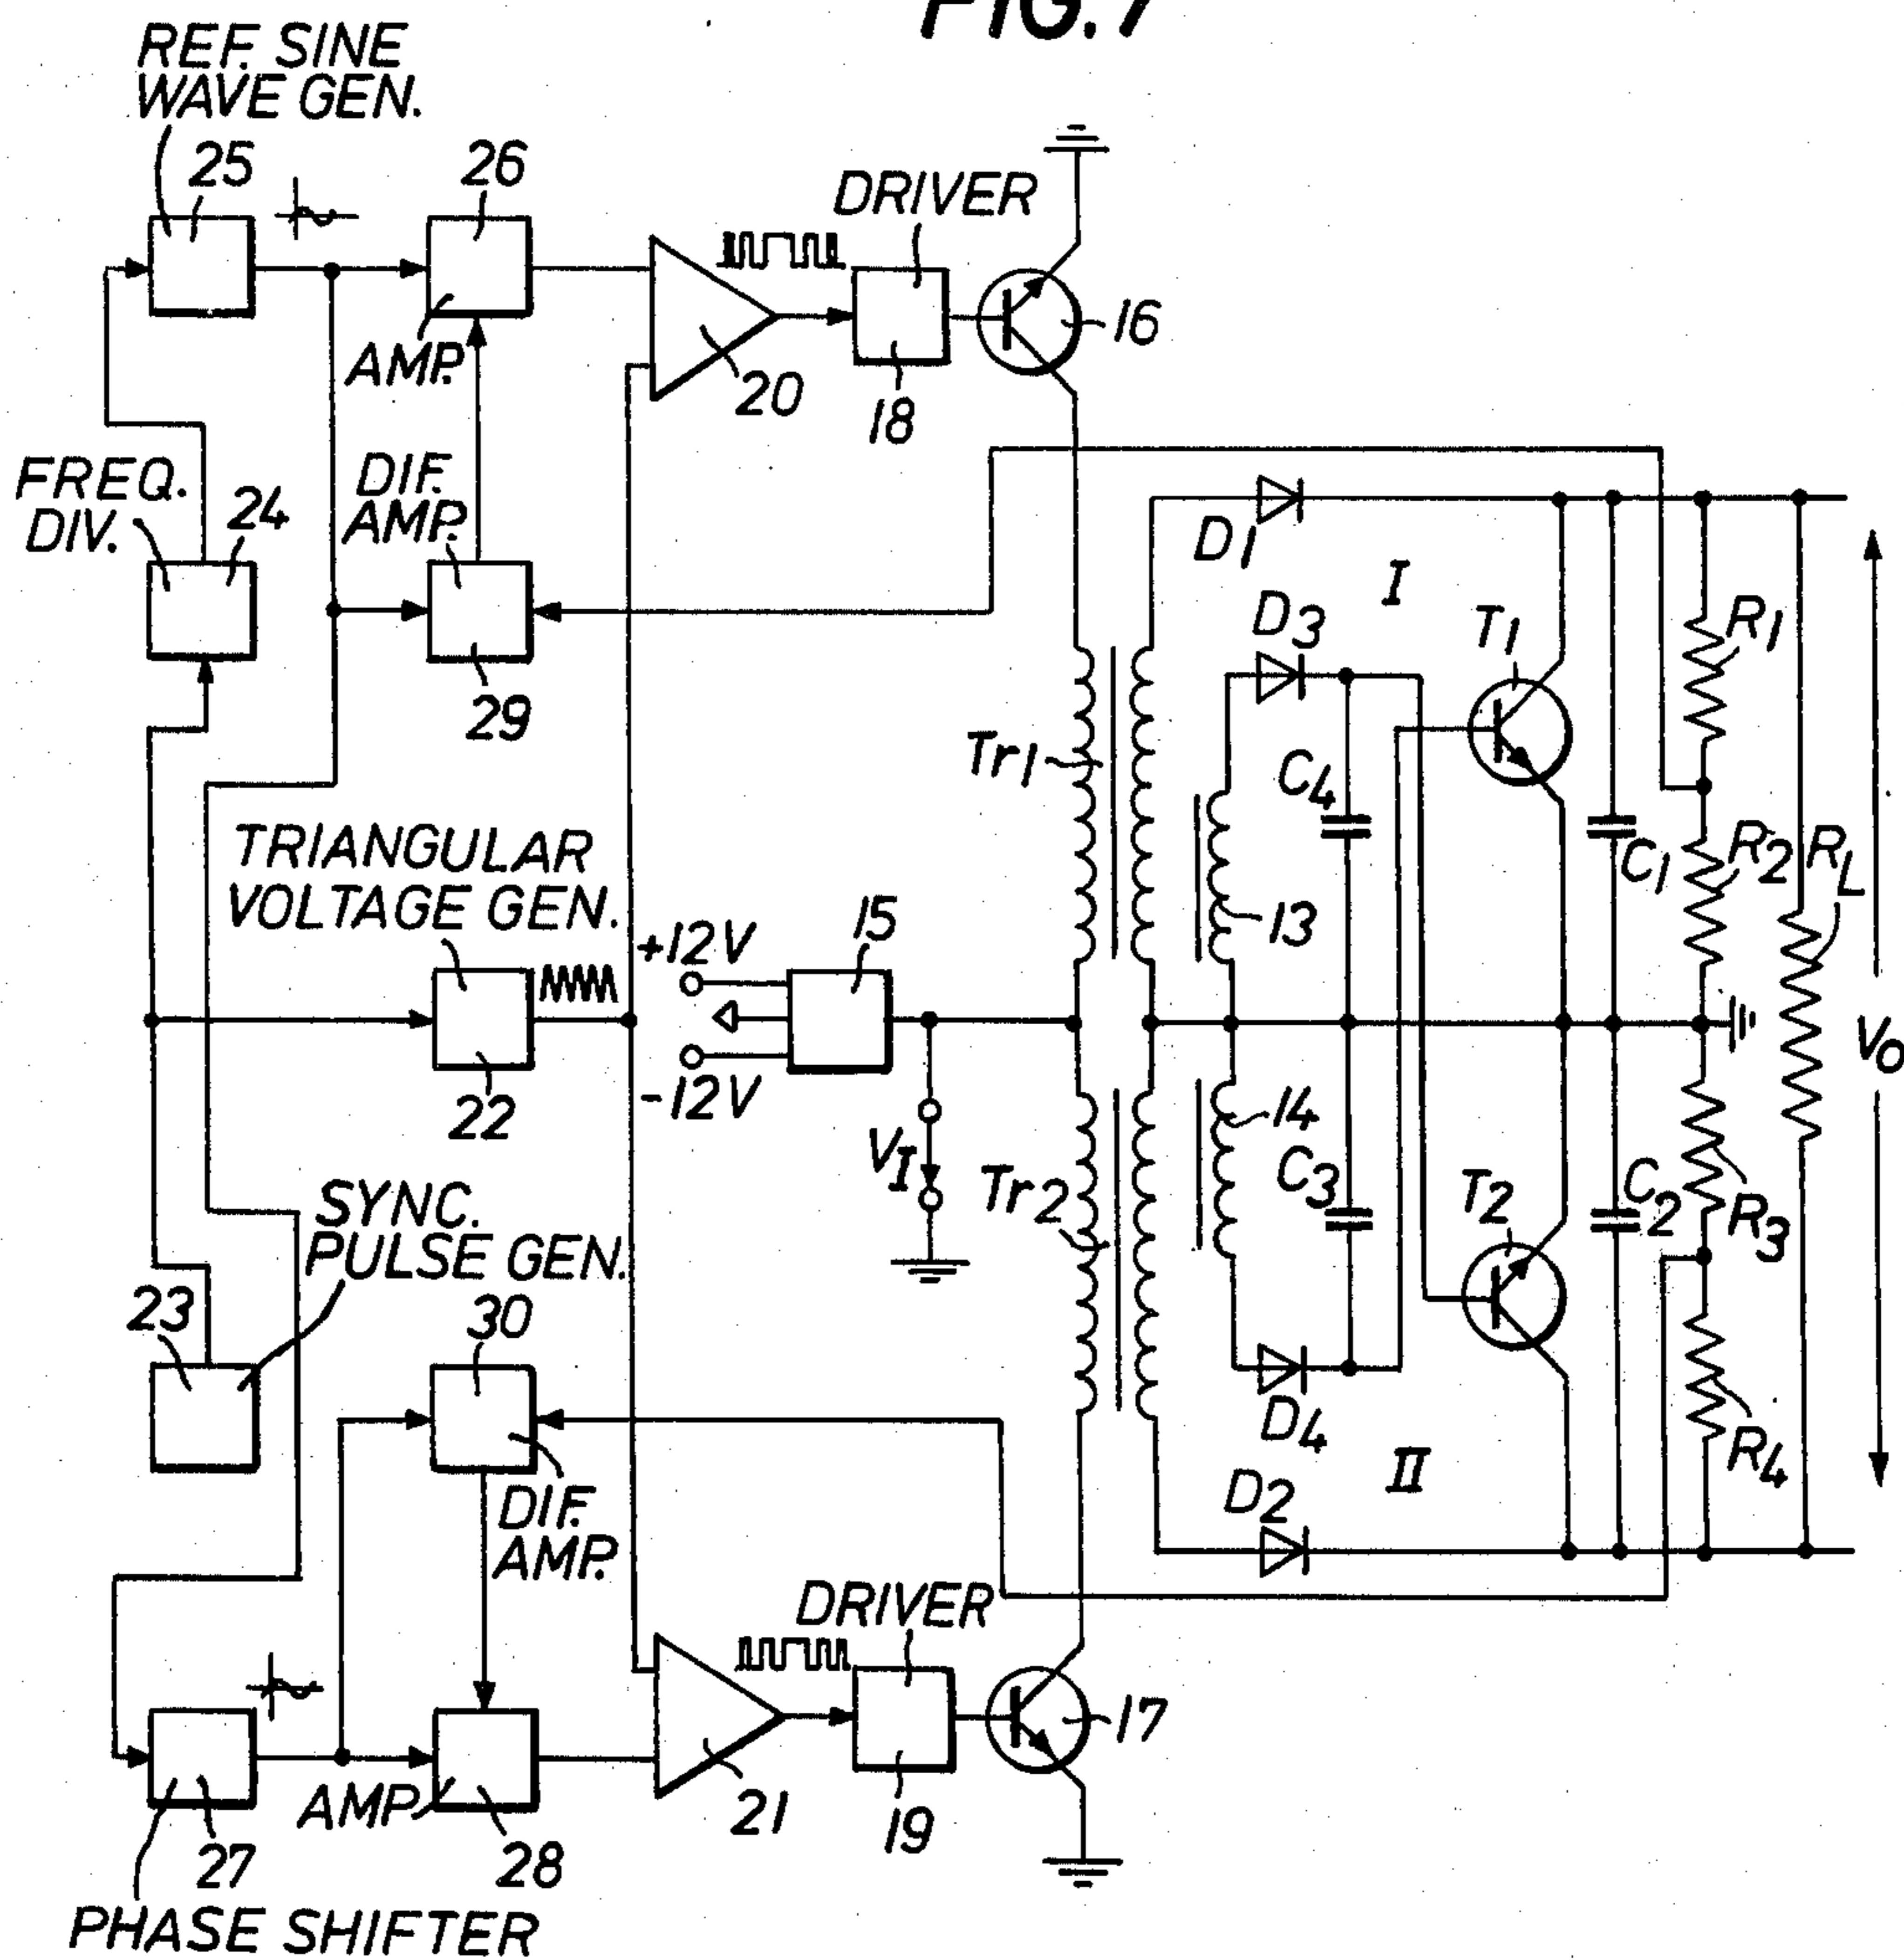 FIG. 7
REF. SINE
WAVE GEN.
25
26
DRIVER
16
AMP.
20
18
FREQ.
DIV.
24
DIF.
AMP.
29
D1
I
D3
T1
R1
Tr1
C4
13
C1
R2
RL
TRIANGULAR
VOLTAGE GEN.
+12V
15
22
-12V
VI
Vo
14
Tr2
C3
T2
C2
R3
SYNC.
PULSE GEN.
23
30
D4
II
R4
DIF.
AMP.
D2
DRIVER
17
AMP.
21
19
27
28
PHASE SHIFTER